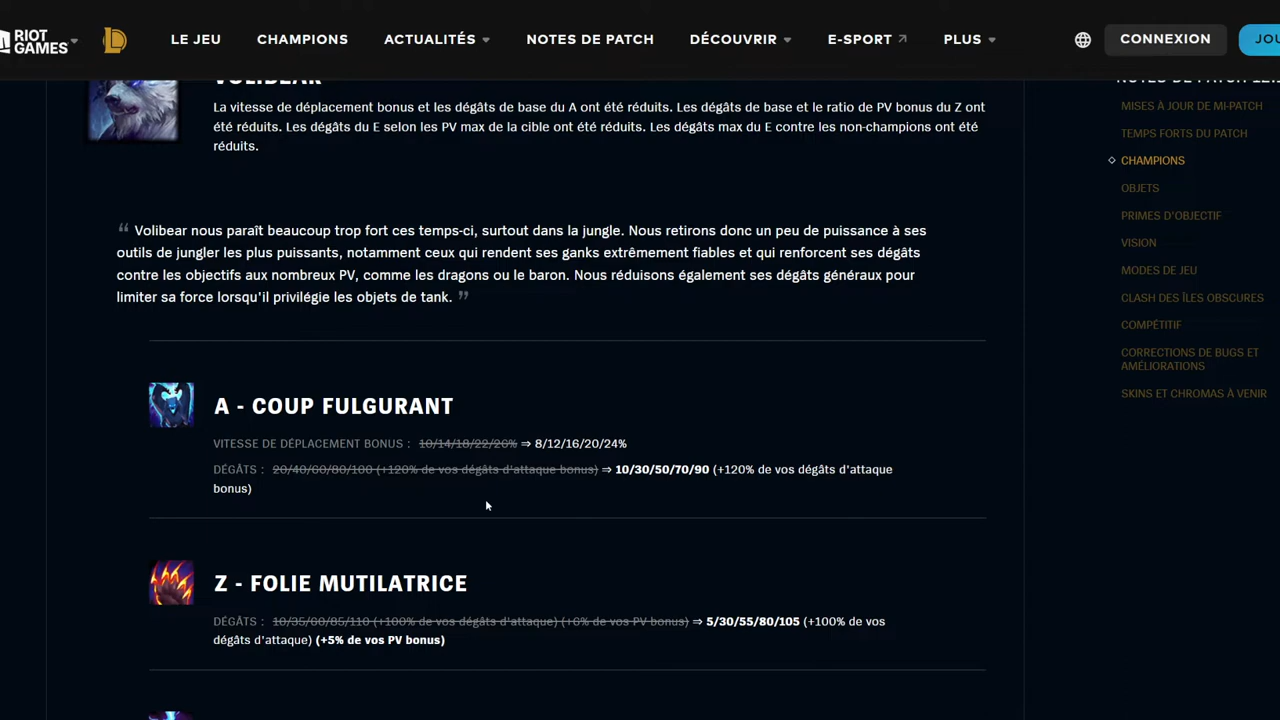 RIOT GAMES
LE JEU
CHAMPIONS
ACTUALITÉS
NOTES DE PATCH
DÉCOUVRIR
E-SPORT
PLUS
CONNEXION
VOLIBEAR
La vitesse de déplacement bonus et les dégâts de base du A ont été réduits. Les dégâts de base et le ratio de PV bonus du Z ont
été réduits. Les dégâts du E selon les PV max de la cible ont été réduits. Les dégâts max du E contre les non-champions ont été
réduits.
“ Volibear nous paraît beaucoup trop fort ces temps-ci, surtout dans la jungle. Nous retirons donc un peu de puissance à ses
outils de jungler les plus puissants, notamment ceux qui rendent ses ganks extrêmement fiables et qui renforcent ses dégâts
contre les objectifs aux nombreux PV, comme les dragons ou le baron. Nous réduisons également ses dégâts généraux pour
limiter sa force lorsqu'il privilégie les objets de tank. ”
A - COUP FULGURANT
VITESSE DE DÉPLACEMENT BONUS : 10/14/18/22/26% ⇒ 8/12/16/20/24%
DÉGÂTS : 20/40/60/80/100 (+120% de vos dégâts d'attaque bonus) ⇒ 10/30/50/70/90 (+120% de vos dégâts d'attaque
bonus)
Z - FOLIE MUTILATRICE
DÉGÂTS : 10/35/60/85/110 (+100% de vos dégâts d'attaque) (+6% de vos PV bonus) ⇒ 5/30/55/80/105 (+100% de vos
dégâts d'attaque) (+5% de vos PV bonus)
NOTES DE PATCH
MISES À JOUR DE MI-PATCH
TEMPS FORTS DU PATCH
CHAMPIONS
OBJETS
PRIMES D'OBJECTIF
VISION
MODES DE JEU
CLASH DES ÎLES OBSCURES
COMPÉTITIF
CORRECTIONS DE BUGS ET
AMÉLIORATIONS
SKINS ET CHROMAS À VENIR